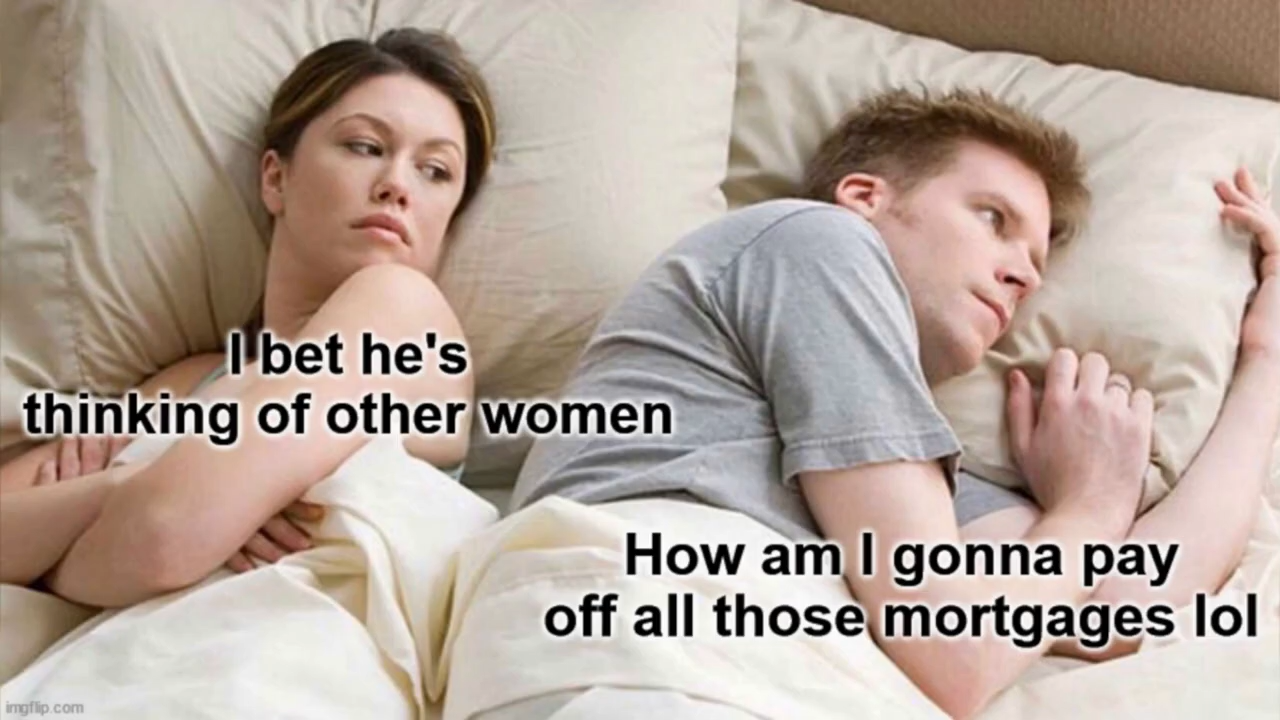 I bet he's
thinking of other women
How am I gonna pay
off all those mortgages lol
imgflip.com